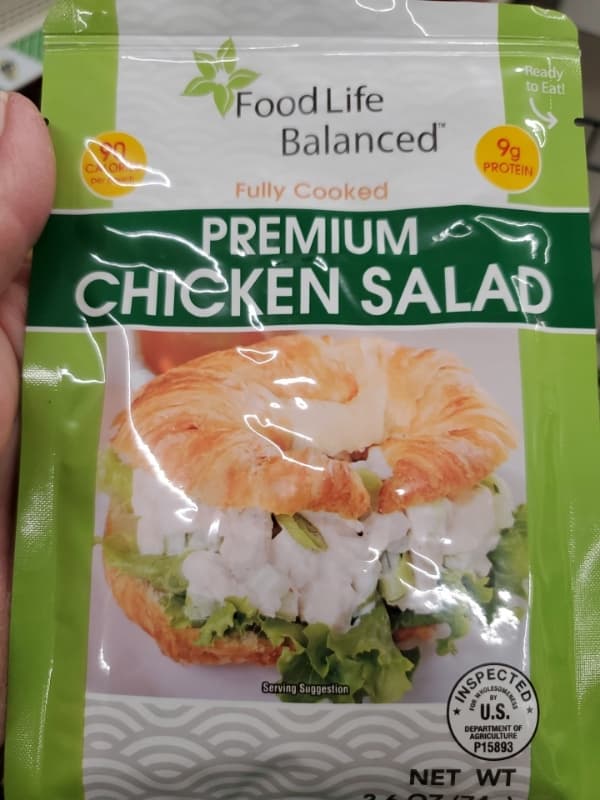 Ready
to Eat!
Food Life
Balanced™
90
9g
PROTEIN
Fully Cooked
PREMIUM
CHICKEN SALAD
Serving Suggestion
INSPECTED
FOR WHOLESOMENESS
BY
U.S.
DEPARTMENT OF
AGRICULTURE
P15893
NET WT